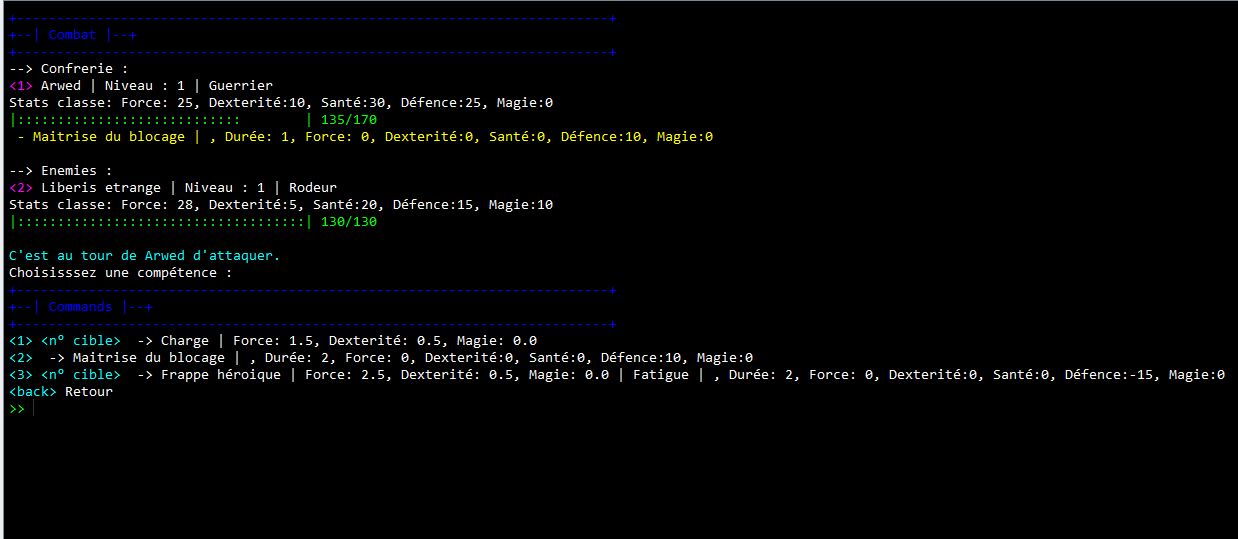 +--------------------------------------------------------------------------+
+--| Combat |--+
+--------------------------------------------------------------------------+
--> Confrerie :
<1> Arwed | Niveau : 1 | Guerrier
Stats classe: Force: 25, Dexterité:10, Santé:30, Défence:25, Magie:0
|::::::::::::::::::::::::::::        | 135/170
 - Maitrise du blocage | , Durée: 1, Force: 0, Dexterité:0, Santé:0, Défence:10, Magie:0
--> Enemies :
<2> Liberis etrange | Niveau : 1 | Rodeur
Stats classe: Force: 28, Dexterité:5, Santé:20, Défence:15, Magie:10
|::::::::::::::::::::::::::::::::::::| 130/130
C'est au tour de Arwed d'attaquer.
Choisisssez une compétence :
+--------------------------------------------------------------------------+
+--| Commands |--+
+--------------------------------------------------------------------------+
<1> <n° cible>  -> Charge | Force: 1.5, Dexterité: 0.5, Magie: 0.0
<2>  -> Maitrise du blocage | , Durée: 2, Force: 0, Dexterité:0, Santé:0, Défence:10, Magie:0
<3> <n° cible>  -> Frappe héroique | Force: 2.5, Dexterité: 0.5, Magie: 0.0 | Fatigue | , Durée: 2, Force: 0, Dexterité:0, Santé:0, Défence:-15, Magie:0
<back> Retour
>>